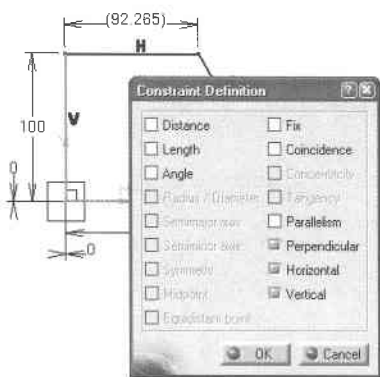 (92.265)
H
V
100
0
0
Constraint Definition
Distance
Fix
Length
Coincidence
Angle
Concentricity
Radius / Diameter
Tangency
Semimajor axis
Parallelism
Semiminor axis
Perpendicular
Symmetry
Horizontal
Midpoint
Vertical
Equidistant point
OK
Cancel